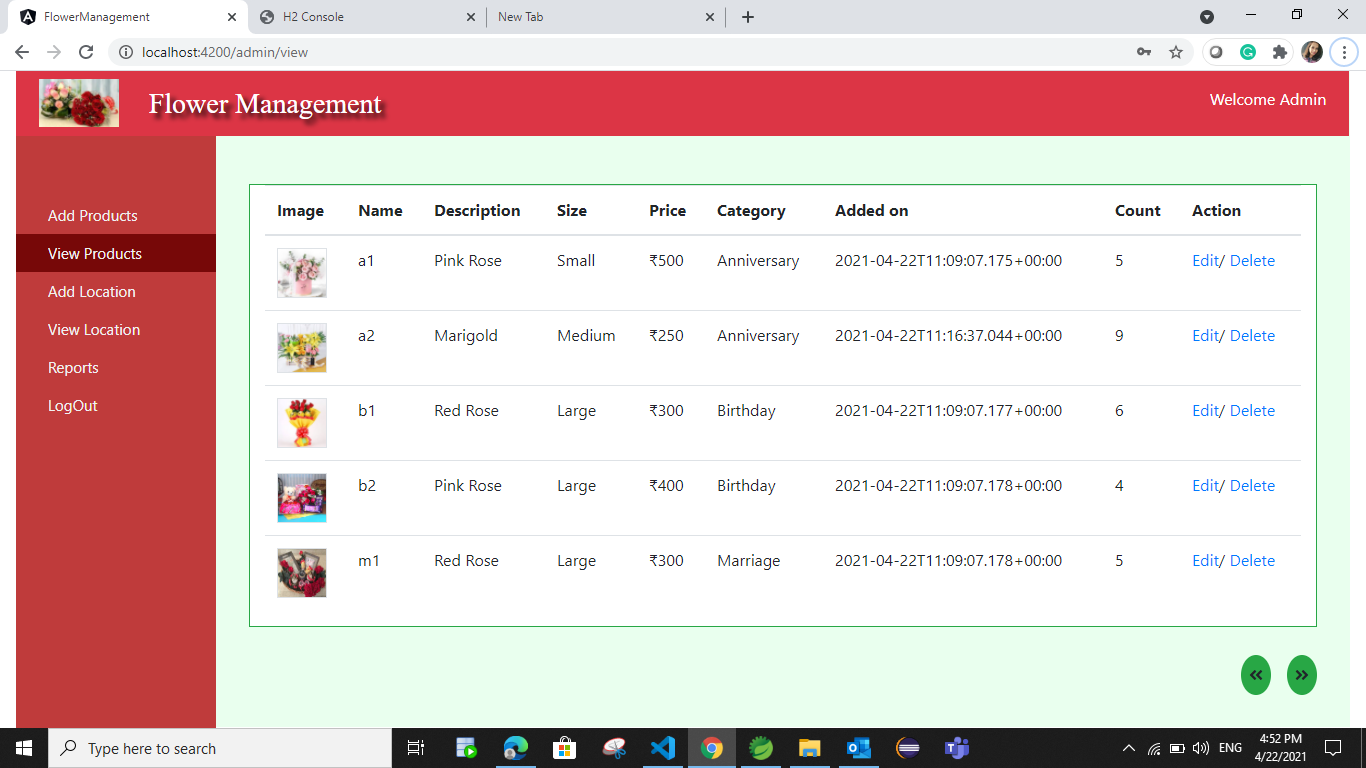 FlowerManagement
H2 Console
New Tab
localhost:4200/admin/view
Flower Management
Welcome Admin
Add Products
View Products
Add Location
View Location
Reports
LogOut
Image Name Description Size Price Category Added on Count Action
a1 Pink Rose Small ₹500 Anniversary 2021-04-22T11:09:07.175+00:00 5 Edit/ Delete
a2 Marigold Medium ₹250 Anniversary 2021-04-22T11:16:37.044+00:00 9 Edit/ Delete
b1 Red Rose Large ₹300 Birthday 2021-04-22T11:09:07.177+00:00 6 Edit/ Delete
b2 Pink Rose Large ₹400 Birthday 2021-04-22T11:09:07.178+00:00 4 Edit/ Delete
m1 Red Rose Large ₹300 Marriage 2021-04-22T11:09:07.178+00:00 5 Edit/ Delete
Type here to search
ENG
4:52 PM
4/22/2021